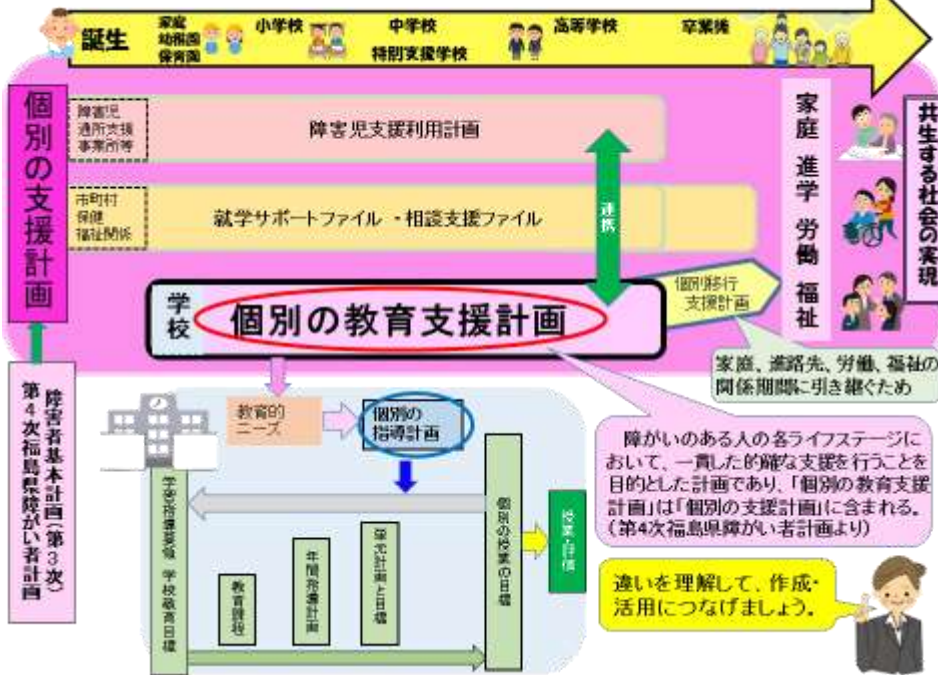 誕生
家庭
幼稚園
保育園
小学校
中学校
特別支援学校
高等学校
卒業後
個別の支援計画
障害児
通所支援
事業所等
障害児支援利用計画
市町村
保健
福祉関係
就学サポートファイル ・相談支援ファイル
連携
学校
個別の教育支援計画
個別移行
支援計画
家庭 進学 労働 福祉
共生する社会の実現
家庭、進路先、労働、福祉の
関係期間に引き継ぐため
障害者基本計画(第3次)
第4次福島県障がい者計画
教育的
ニーズ
個別の
指導計画
学習指導要領 学校教育目標
教育課程
年間指導計画
単元計画と目標
個別の授業の目標
授業・評価
障がいのある人の各ライフステージに
おいて、一貫した的確な支援を行うことを
目的とした計画であり、「個別の教育支援
計画」は「個別の支援計画」に含まれる。
(第4次福島県障がい者計画より)
違いを理解して、作成・
活用につなげましょう。